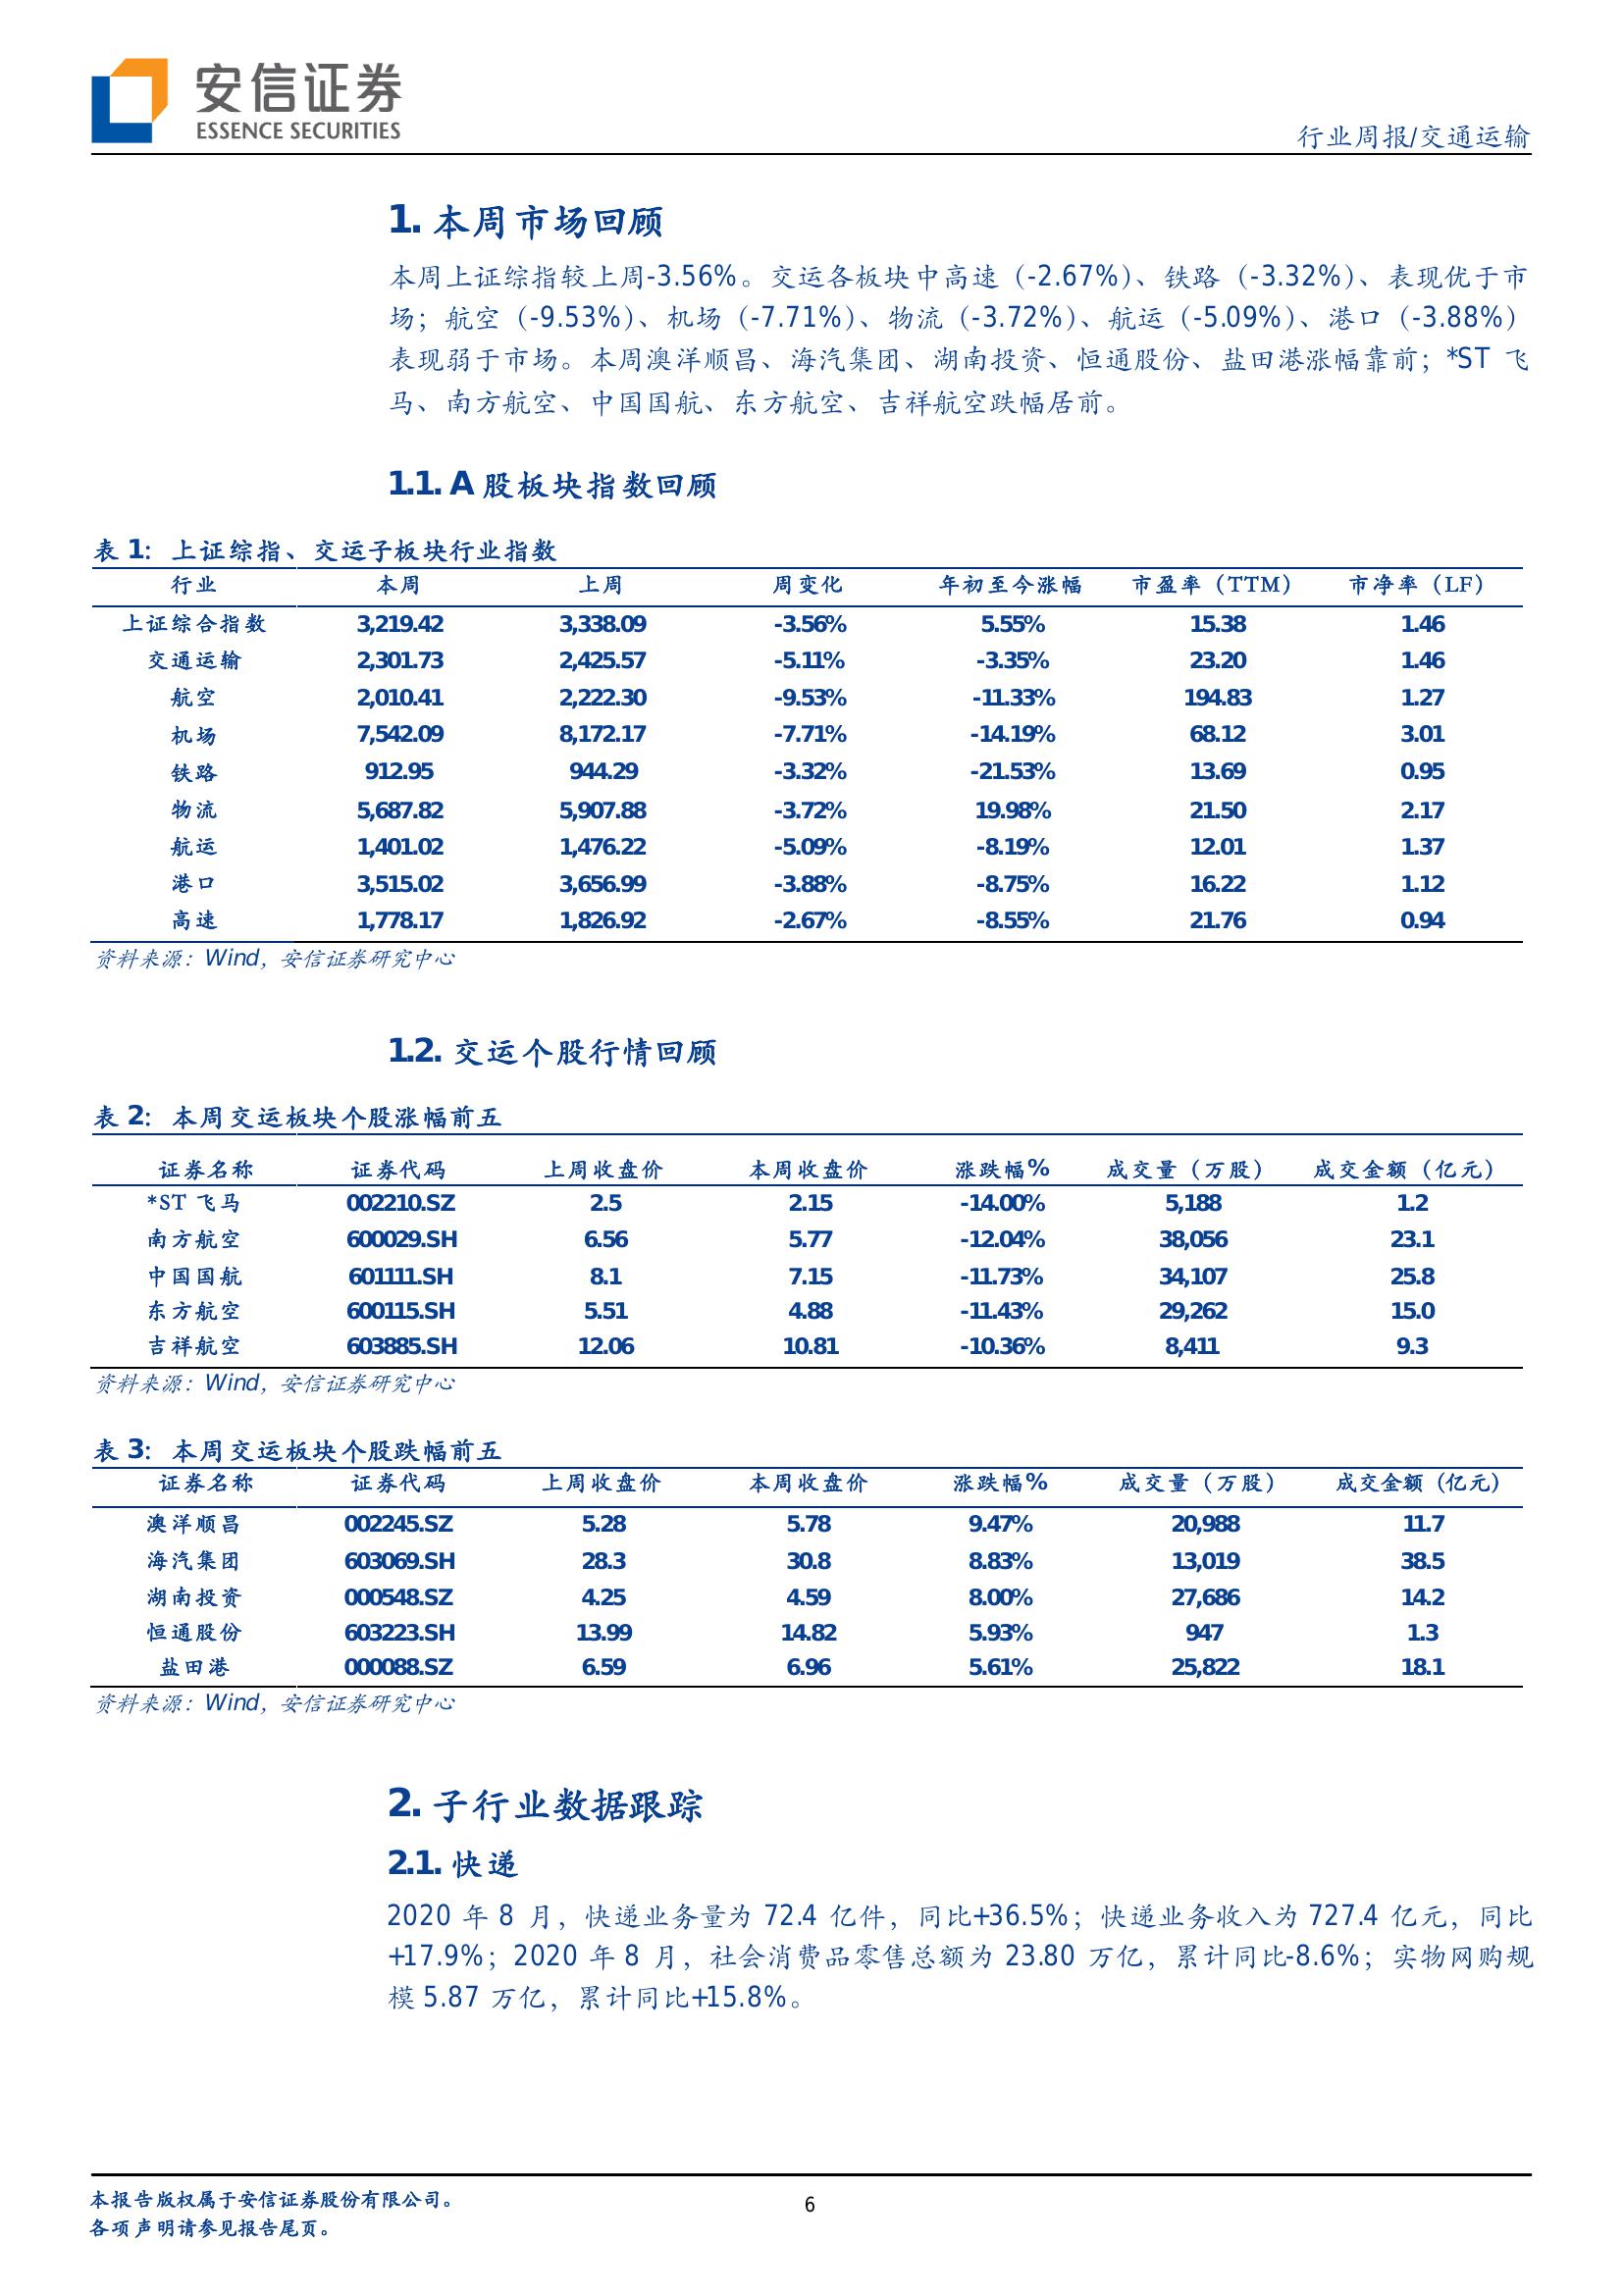 安信证券
ESSENCE SECURITIES
行业周报/交通运输
1. 本周市场回顾
本周上证综指较上周-3.56%。交运各板块中高速（-2.67%）、铁路（-3.32%）、表现优于市
场；航空（-9.53%）、机场（-7.71%）、物流（-3.72%）、航运（-5.09%）、港口（-3.88%）
表现弱于市场。本周澳洋顺昌、海汽集团、湖南投资、恒通股份、盐田港涨幅靠前；*ST 飞
马、南方航空、中国国航、东方航空、吉祥航空跌幅居前。
1.1. A 股板块指数回顾
表 1：上证综指、交运子板块行业指数
行业 本周 上周 周变化 年初至今涨幅 市盈率（TTM） 市净率（LF）
上证综合指数 3,219.42 3,338.09 -3.56% 5.55% 15.38 1.46
交通运输 2,301.73 2,425.57 -5.11% -3.35% 23.20 1.46
航空 2,010.41 2,222.30 -9.53% -11.33% 194.83 1.27
机场 7,542.09 8,172.17 -7.71% -14.19% 68.12 3.01
铁路 912.95 944.29 -3.32% -21.53% 13.69 0.95
物流 5,687.82 5,907.88 -3.72% 19.98% 21.50 2.17
航运 1,401.02 1,476.22 -5.09% -8.19% 12.01 1.37
港口 3,515.02 3,656.99 -3.88% -8.75% 16.22 1.12
高速 1,778.17 1,826.92 -2.67% -8.55% 21.76 0.94
资料来源：Wind，安信证券研究中心
1.2. 交运个股行情回顾
表 2：本周交运板块个股涨幅前五
证券名称 证券代码 上周收盘价 本周收盘价 涨跌幅% 成交量（万股） 成交金额（亿元）
*ST 飞马 002210.SZ 2.5 2.15 -14.00% 5,188 1.2
南方航空 600029.SH 6.56 5.77 -12.04% 38,056 23.1
中国国航 601111.SH 8.1 7.15 -11.73% 34,107 25.8
东方航空 600115.SH 5.51 4.88 -11.43% 29,262 15.0
吉祥航空 603885.SH 12.06 10.81 -10.36% 8,411 9.3
资料来源：Wind，安信证券研究中心
表 3：本周交运板块个股跌幅前五
证券名称 证券代码 上周收盘价 本周收盘价 涨跌幅% 成交量（万股） 成交金额（亿元）
澳洋顺昌 002245.SZ 5.28 5.78 9.47% 20,988 11.7
海汽集团 603069.SH 28.3 30.8 8.83% 13,019 38.5
湖南投资 000548.SZ 4.25 4.59 8.00% 27,686 14.2
恒通股份 603223.SH 13.99 14.82 5.93% 947 1.3
盐田港 000088.SZ 6.59 6.96 5.61% 25,822 18.1
资料来源：Wind，安信证券研究中心
2. 子行业数据跟踪
2.1. 快递
2020 年 8 月，快递业务量为 72.4 亿件，同比+36.5%；快递业务收入为 727.4 亿元，同比
+17.9%；2020 年 8 月，社会消费品零售总额为 23.80 万亿，累计同比-8.6%；实物网购规
模 5.87 万亿，累计同比+15.8%。
本报告版权属于安信证券股份有限公司。
各项声明请参见报告尾页。
6